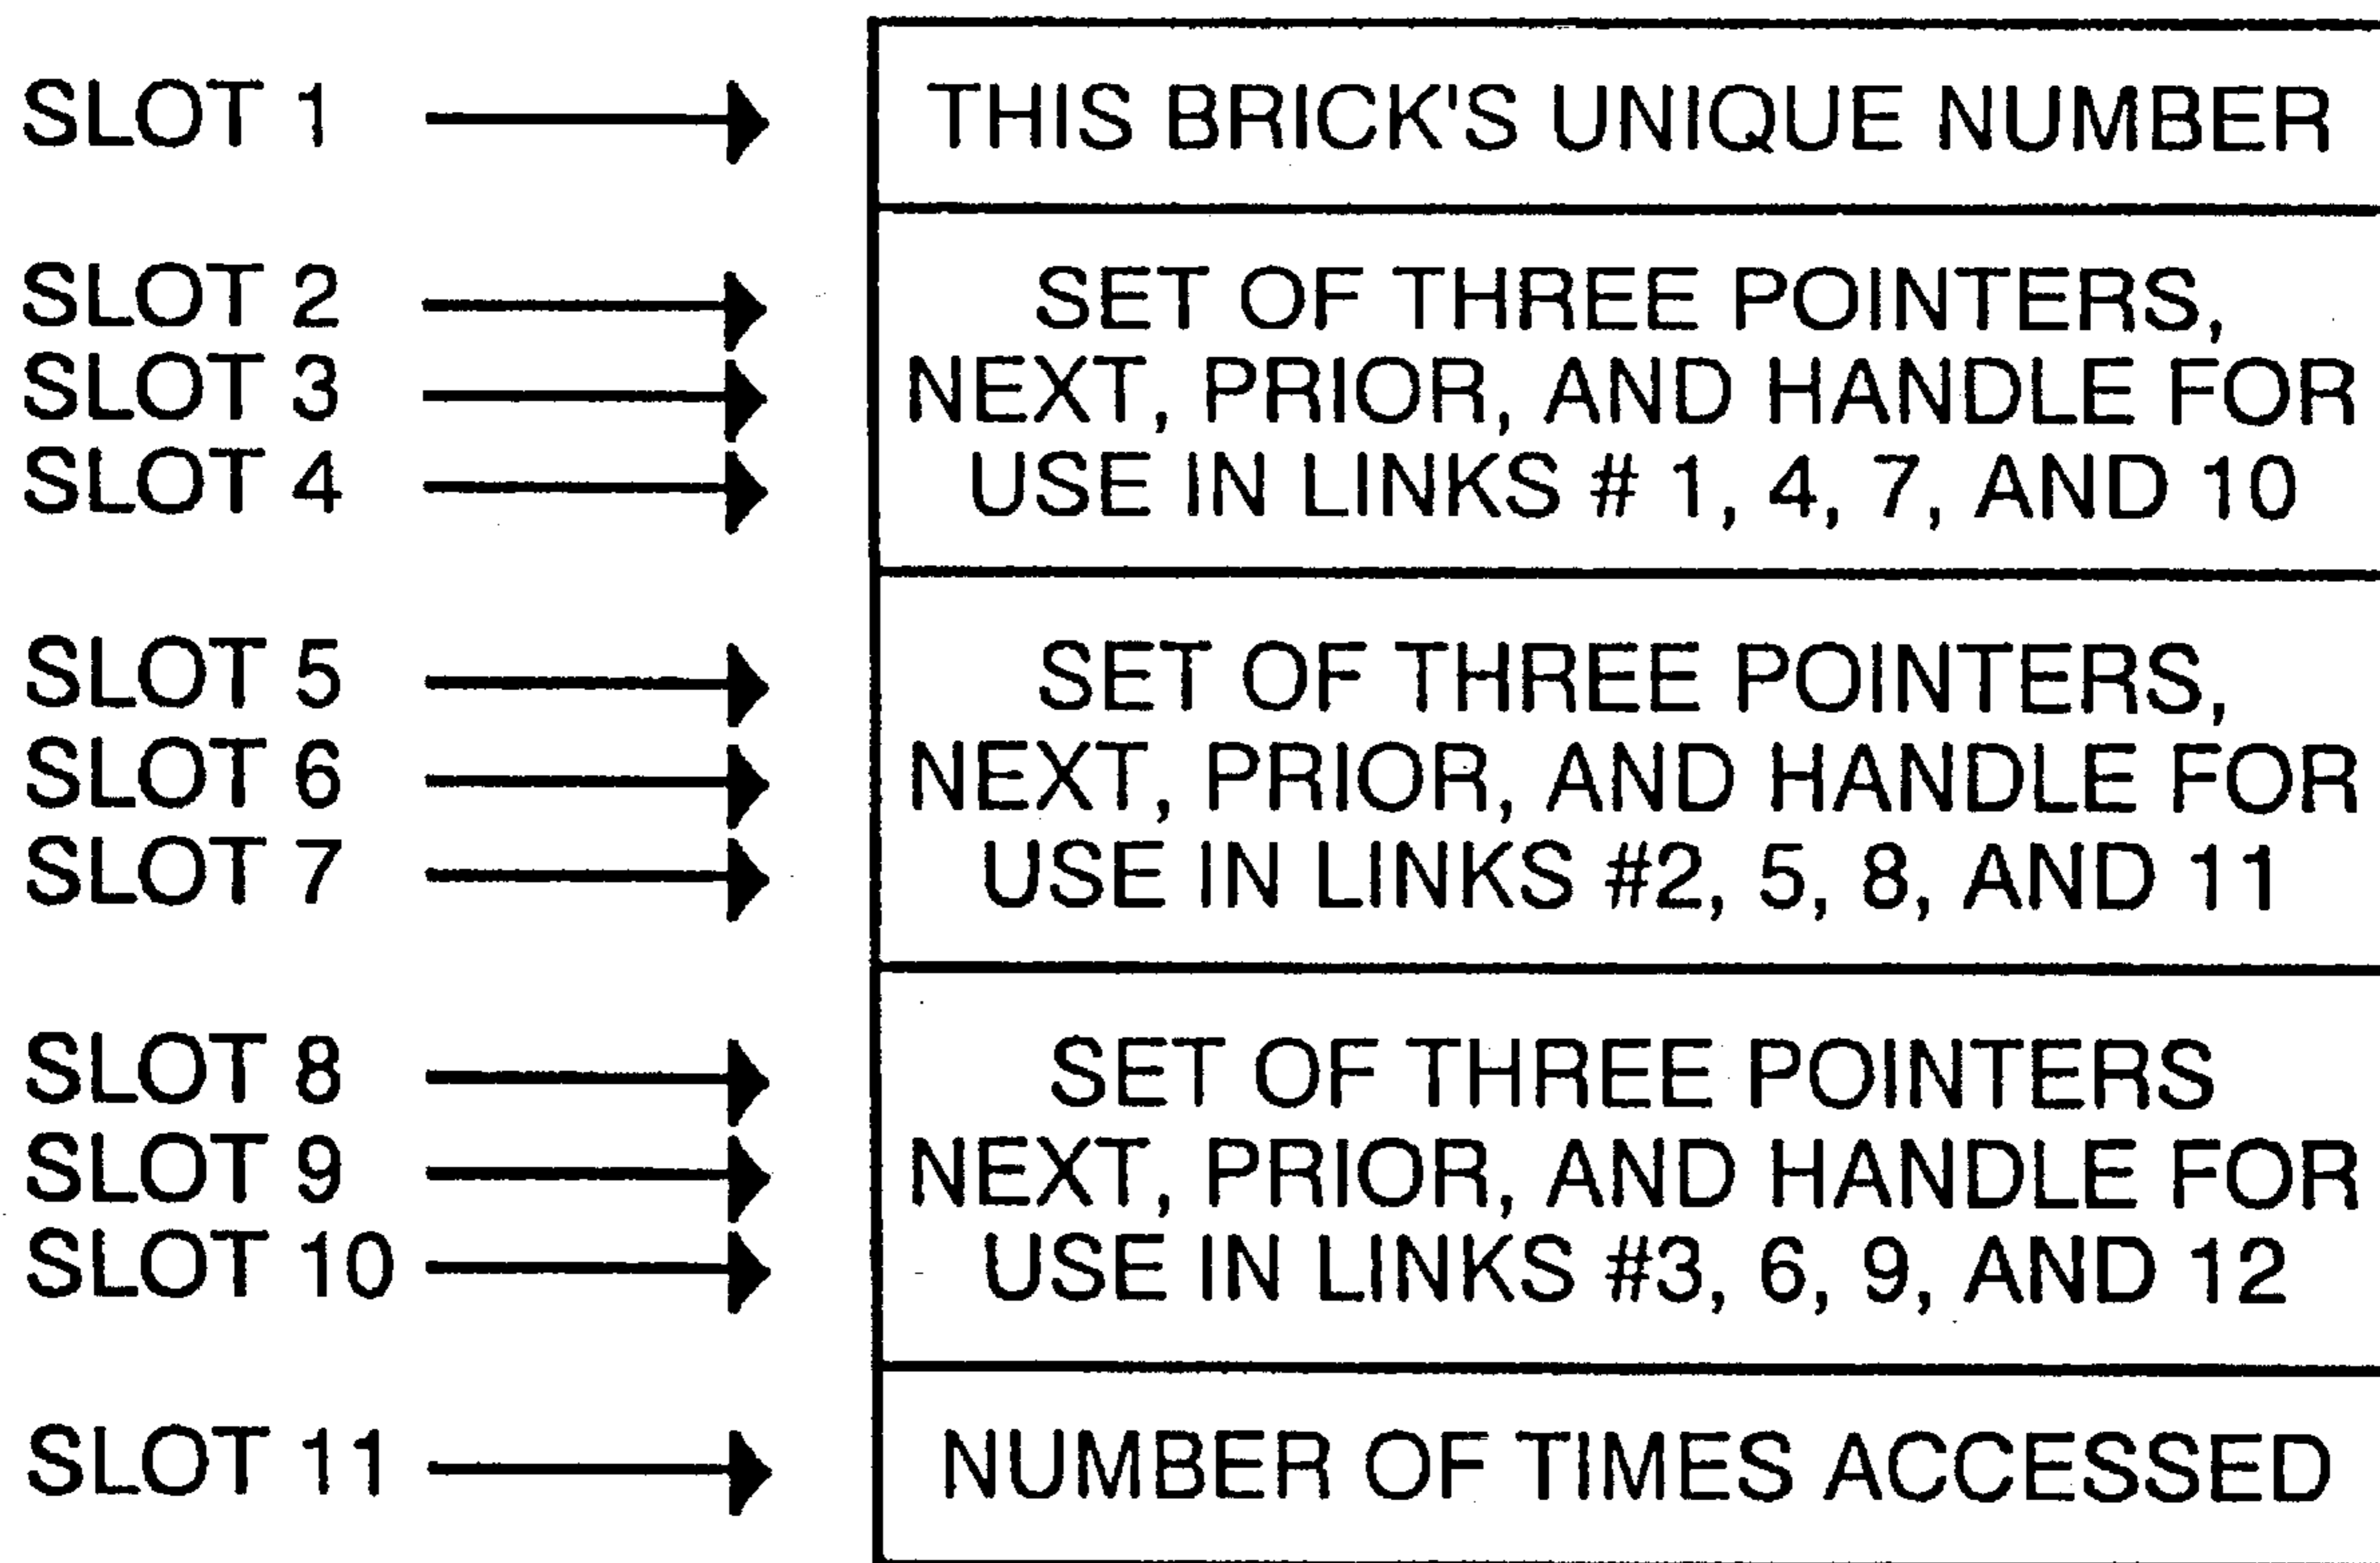 SLOT 1 THIS BRICK'S UNIQUE NUMBER
SLOT 2 SET OF THREE POINTERS,
SLOT 3 NEXT, PRIOR, AND HANDLE FOR
SLOT 4 USE IN LINKS # 1, 4, 7, AND 10
SLOT 5 SET OF THREE POINTERS,
SLOT 6 NEXT, PRIOR, AND HANDLE FOR
SLOT 7 USE IN LINKS #2, 5, 8, AND 11
SLOT 8 SET OF THREE POINTERS
SLOT 9 NEXT, PRIOR, AND HANDLE FOR
SLOT 10 USE IN LINKS #3, 6, 9, AND 12
SLOT 11 NUMBER OF TIMES ACCESSED